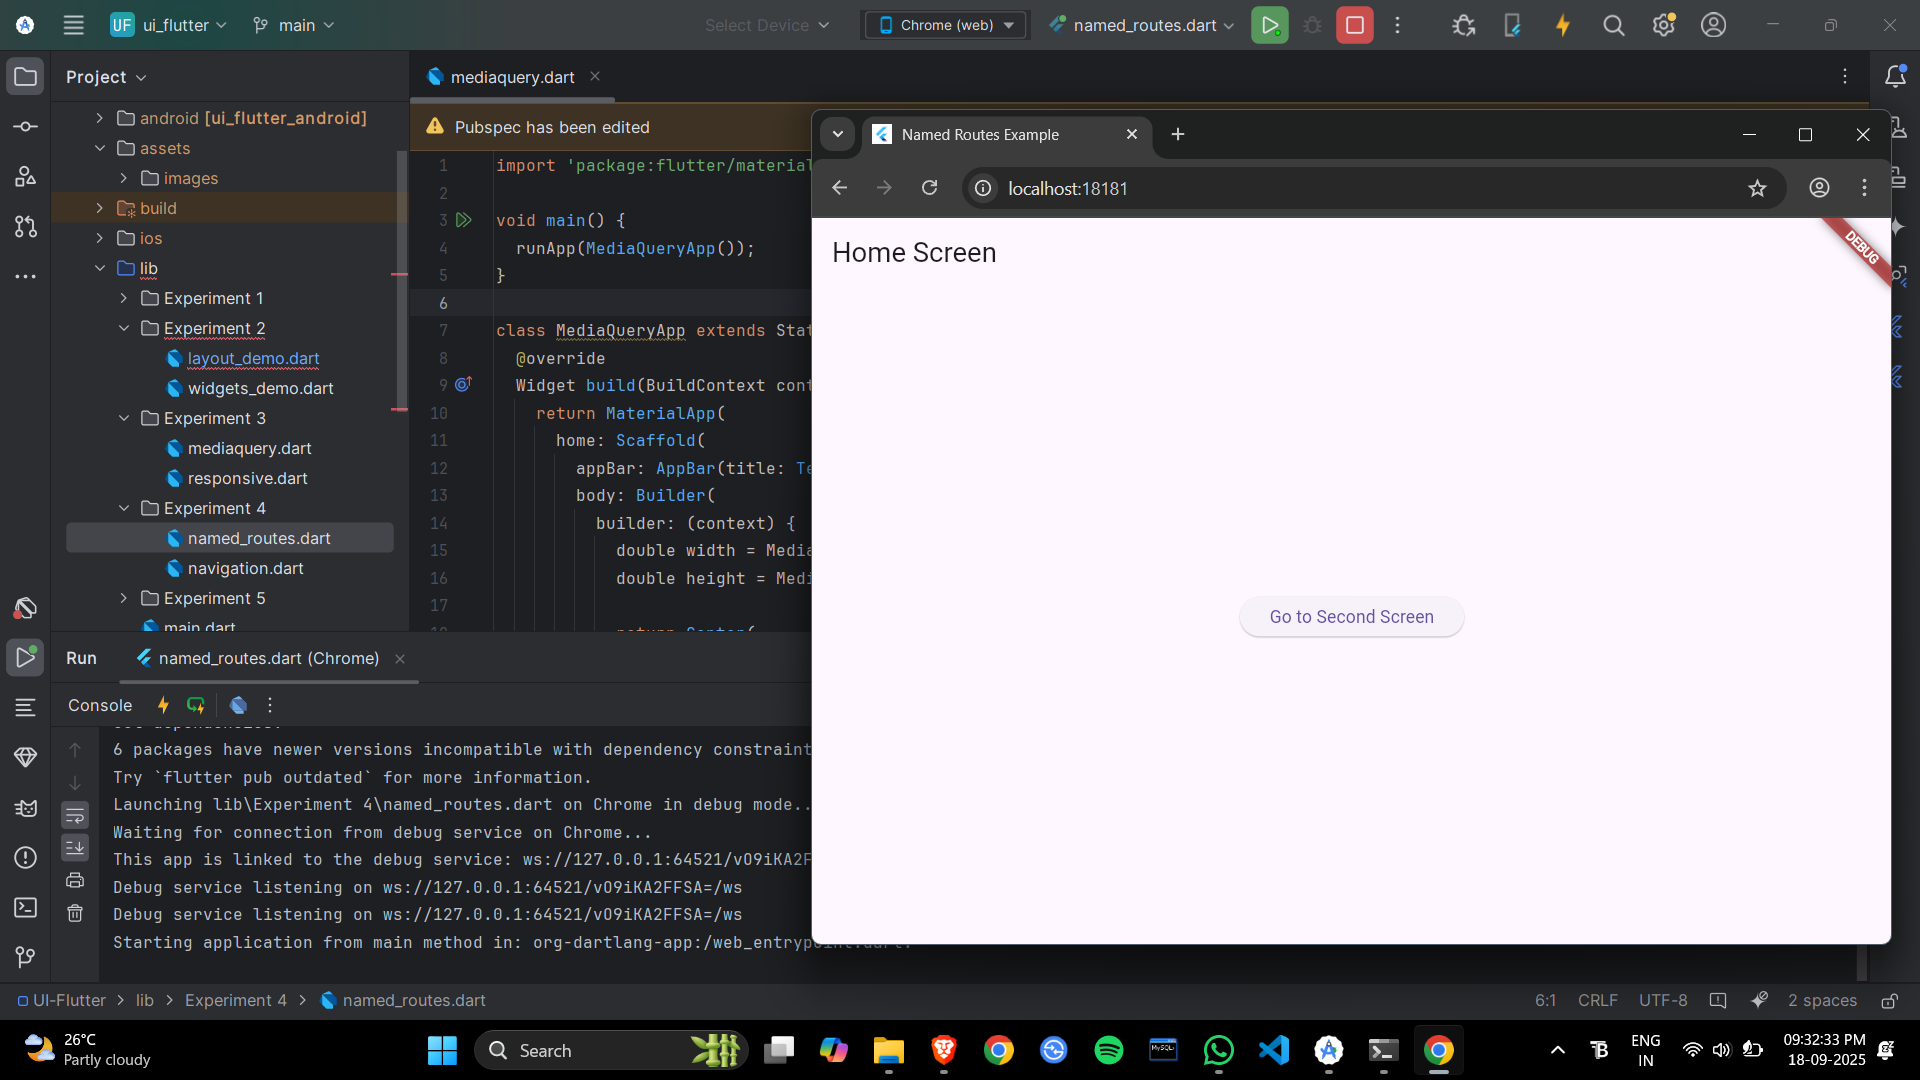 UF ui_flutter main Select Device Chrome (web) named_routes.dart
Project
android [ui_flutter_android]
assets
images
build
ios
lib
Experiment 1
Experiment 2
layout_demo.dart
widgets_demo.dart
Experiment 3
mediaquery.dart
responsive.dart
Experiment 4
named_routes.dart
navigation.dart
Experiment 5
main.dart
mediaquery.dart
Pubspec has been edited
1 import 'package:flutter/material
2
3 void main() {
4 runApp(MediaQueryApp());
5 }
6
7 class MediaQueryApp extends Stat
8 @override
9 Widget build(BuildContext cont
10 return MaterialApp(
11 home: Scaffold(
12 appBar: AppBar(title: Te
13 body: Builder(
14 builder: (context) {
15 double width = Media
16 double height = Medi
17
18 return Center(
Named Routes Example
localhost:18181
Home Screen
DEBUG
Go to Second Screen
Run named_routes.dart (Chrome)
Console
6 packages have newer versions incompatible with dependency constraint
Try `flutter pub outdated` for more information.
Launching lib\Experiment 4\named_routes.dart on Chrome in debug mode..
Waiting for connection from debug service on Chrome...
This app is linked to the debug service: ws://127.0.0.1:64521/vO9iKA2F
Debug service listening on ws://127.0.0.1:64521/vO9iKA2FFSA=/ws
Debug service listening on ws://127.0.0.1:64521/vO9iKA2FFSA=/ws
Starting application from main method in: org-dartlang-app:/web_entrypoint.dart.
UI-Flutter > lib > Experiment 4 > named_routes.dart 6:1 CRLF UTF-8 2 spaces
26°C
Partly cloudy
Search
MySQL
ENG
IN
09:32:33 PM
18-09-2025